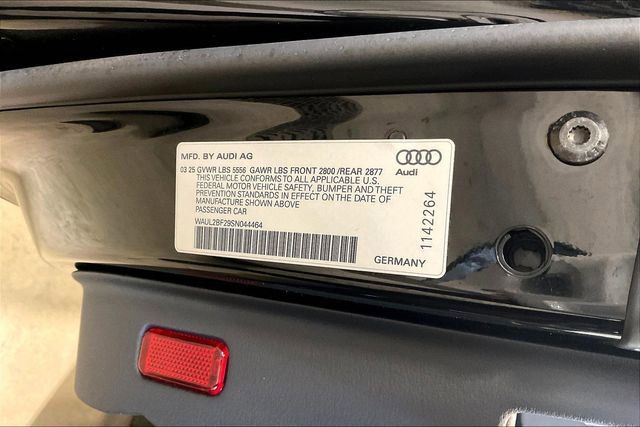 MFD. BY AUDI AG
03 25 GVWR LBS 5556 GAWR LBS FRONT 2800 /REAR 2877
THIS VEHICLE CONFORMS TO ALL APPLICABLE U.S.
FEDERAL MOTOR VEHICLE SAFETY, BUMPER AND THEFT
PREVENTION STANDARDS IN EFFECT ON THE DATE OF
MANUFACTURE SHOWN ABOVE
PASSENGER CAR
WAUL2BF29SN044464
Audi
1142264
GERMANY